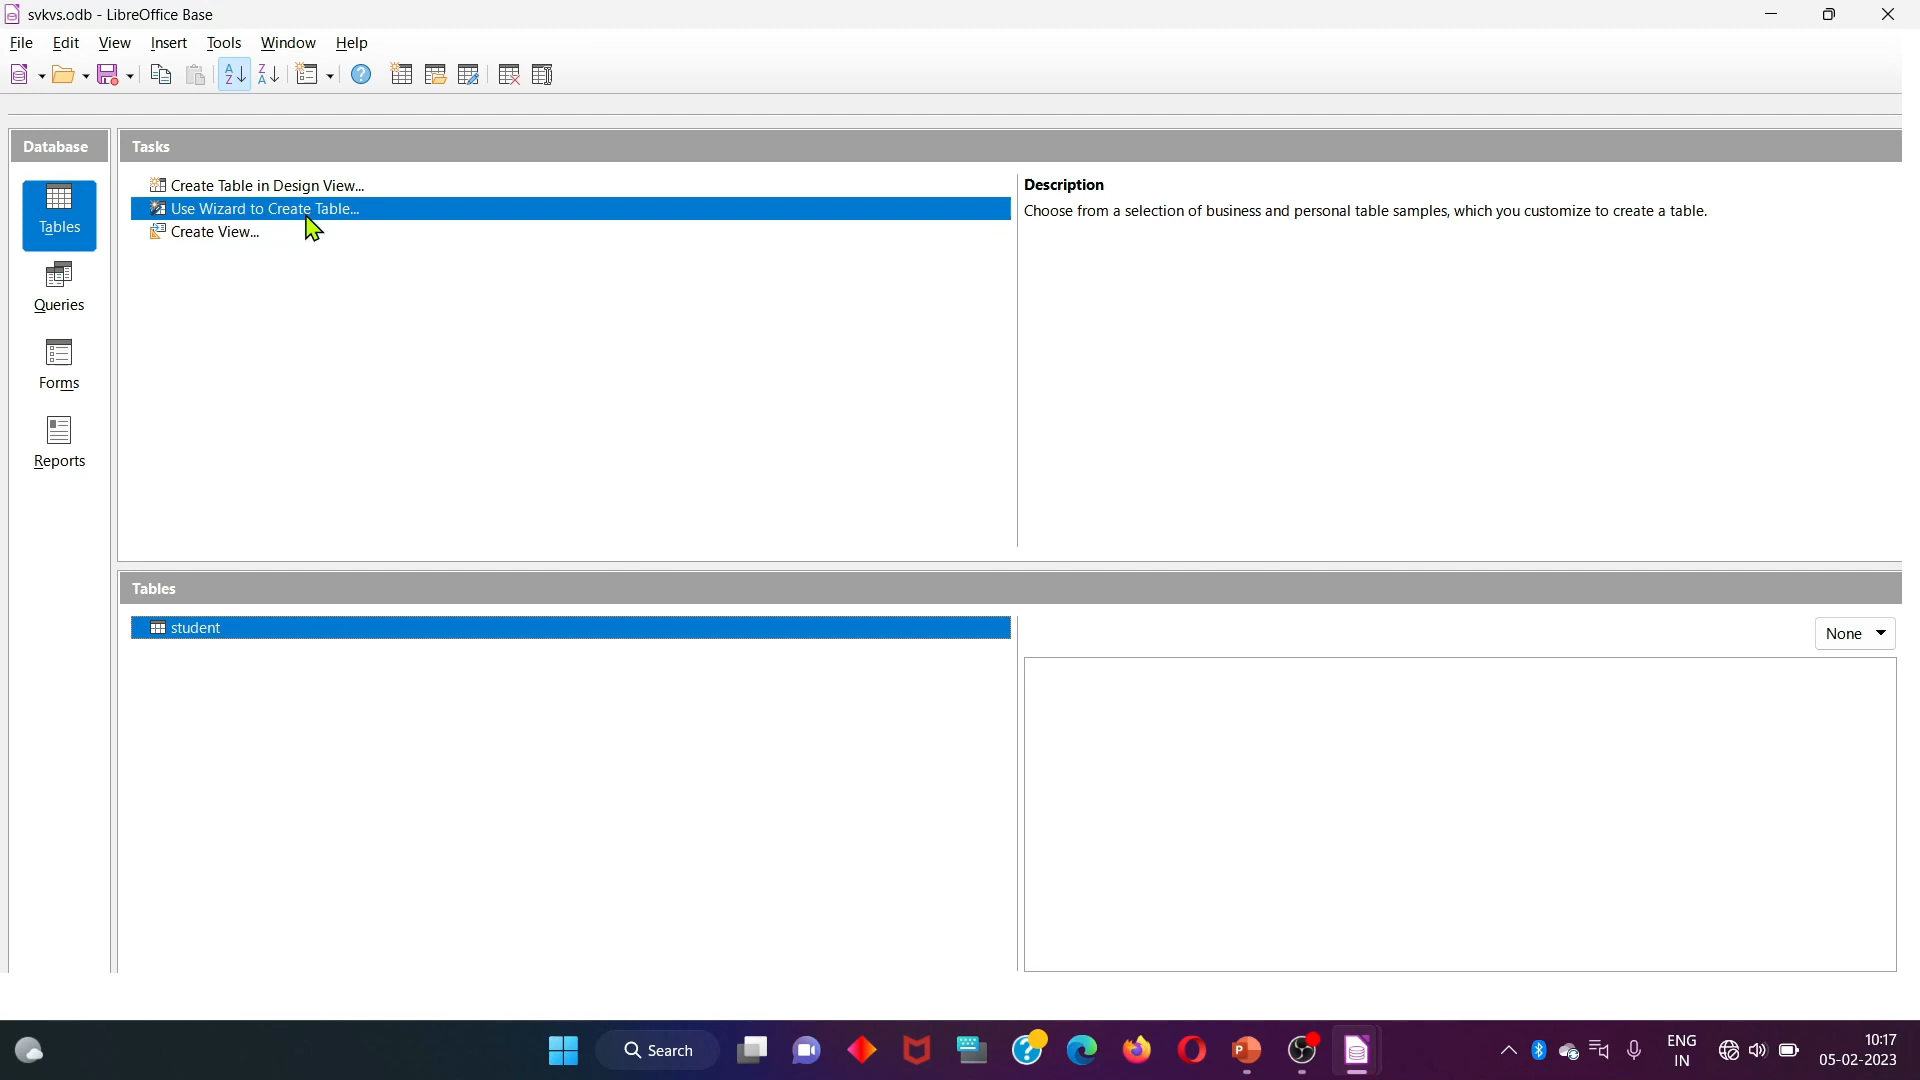 svkvs.odb - LibreOffice Base
File Edit View Insert Tools Window Help
Database
Tables
Queries
Forms
Reports
Tasks
Create Table in Design View...
Use Wizard to Create Table...
Create View...
Description
Choose from a selection of business and personal table samples, which you customize to create a table.
Tables
student
None
Search
ENG
IN
10:17
05-02-2023